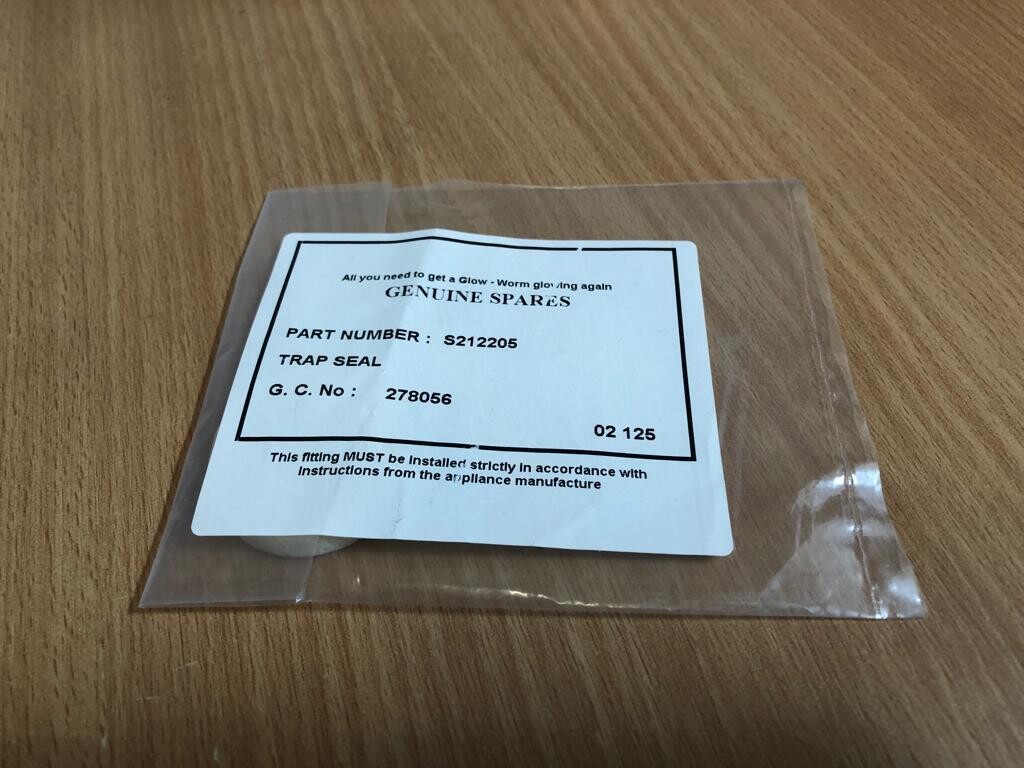 All you need to get a Glow - Worm glowing again
GENUINE SPARES
PART NUMBER : S212205
TRAP SEAL
G. C. No : 278056
02 125
This fitting MUST be installed strictly in accordance with
instructions from the appliance manufacture